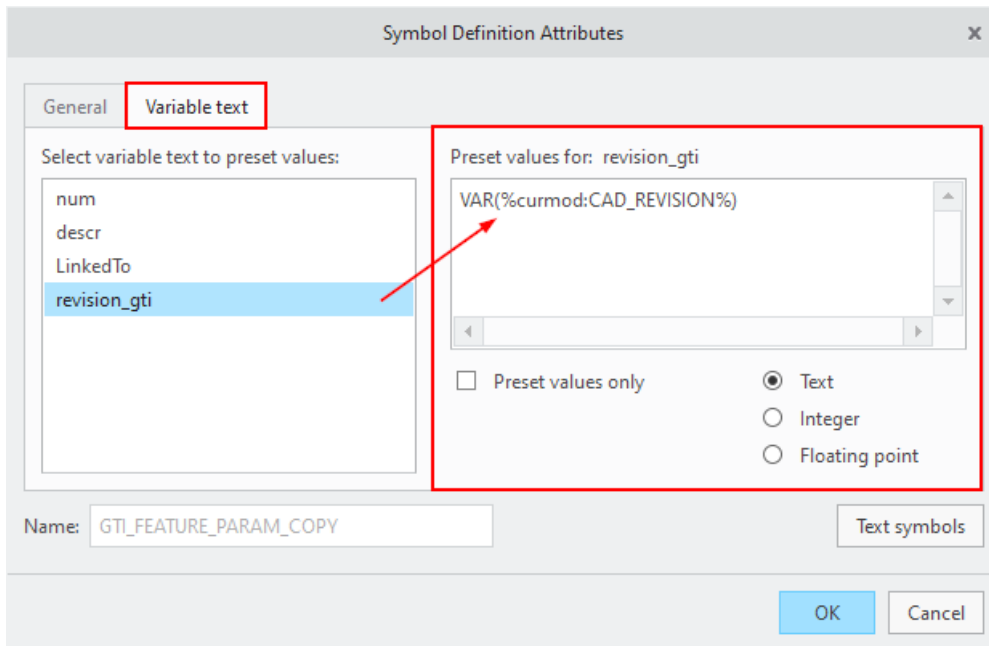 Symbol Definition Attributes
General
Variable text
Select variable text to preset values:
num
descr
LinkedTo
revision_gti
Preset values for: revision_gti
VAR(%curmod:CAD_REVISION%)
Preset values only
Text
Integer
Floating point
Name: GTI_FEATURE_PARAM_COPY
Text symbols
OK
Cancel